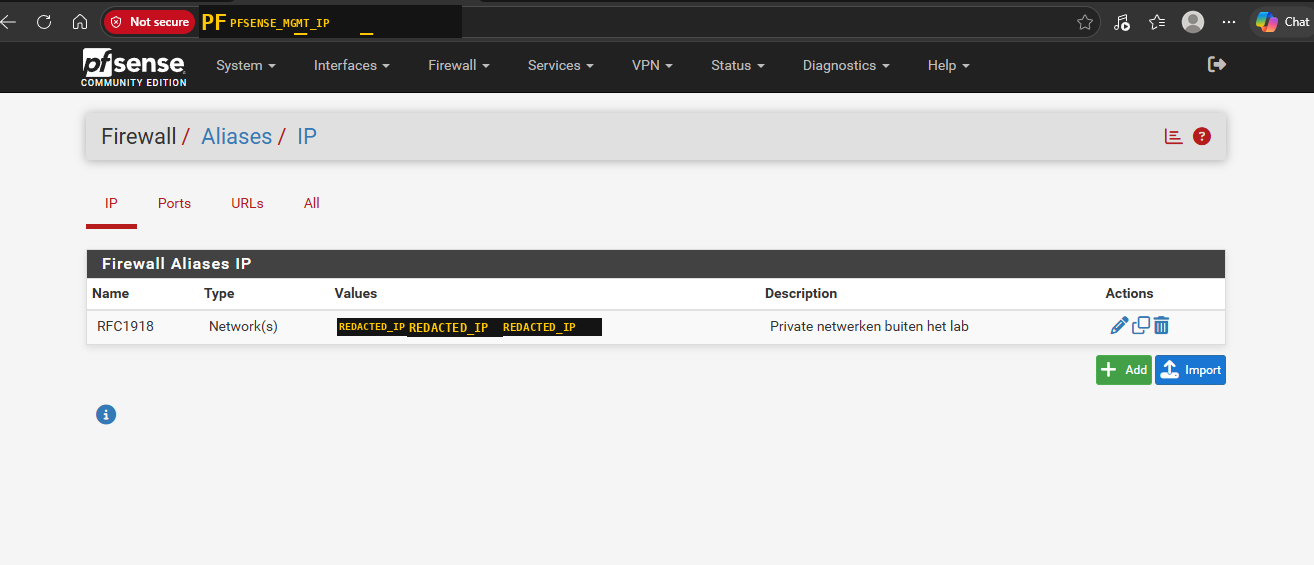 Not secure PF PFSENSE_MGMT_IP Chat
pfsense COMMUNITY EDITION System Interfaces Firewall Services VPN Status Diagnostics Help
Firewall / Aliases / IP
IP Ports URLs All
Firewall Aliases IP
Name Type Values Description Actions
RFC1918 Network(s) REDACTED_IP REDACTED_IP REDACTED_IP Private netwerken buiten het lab
Add Import